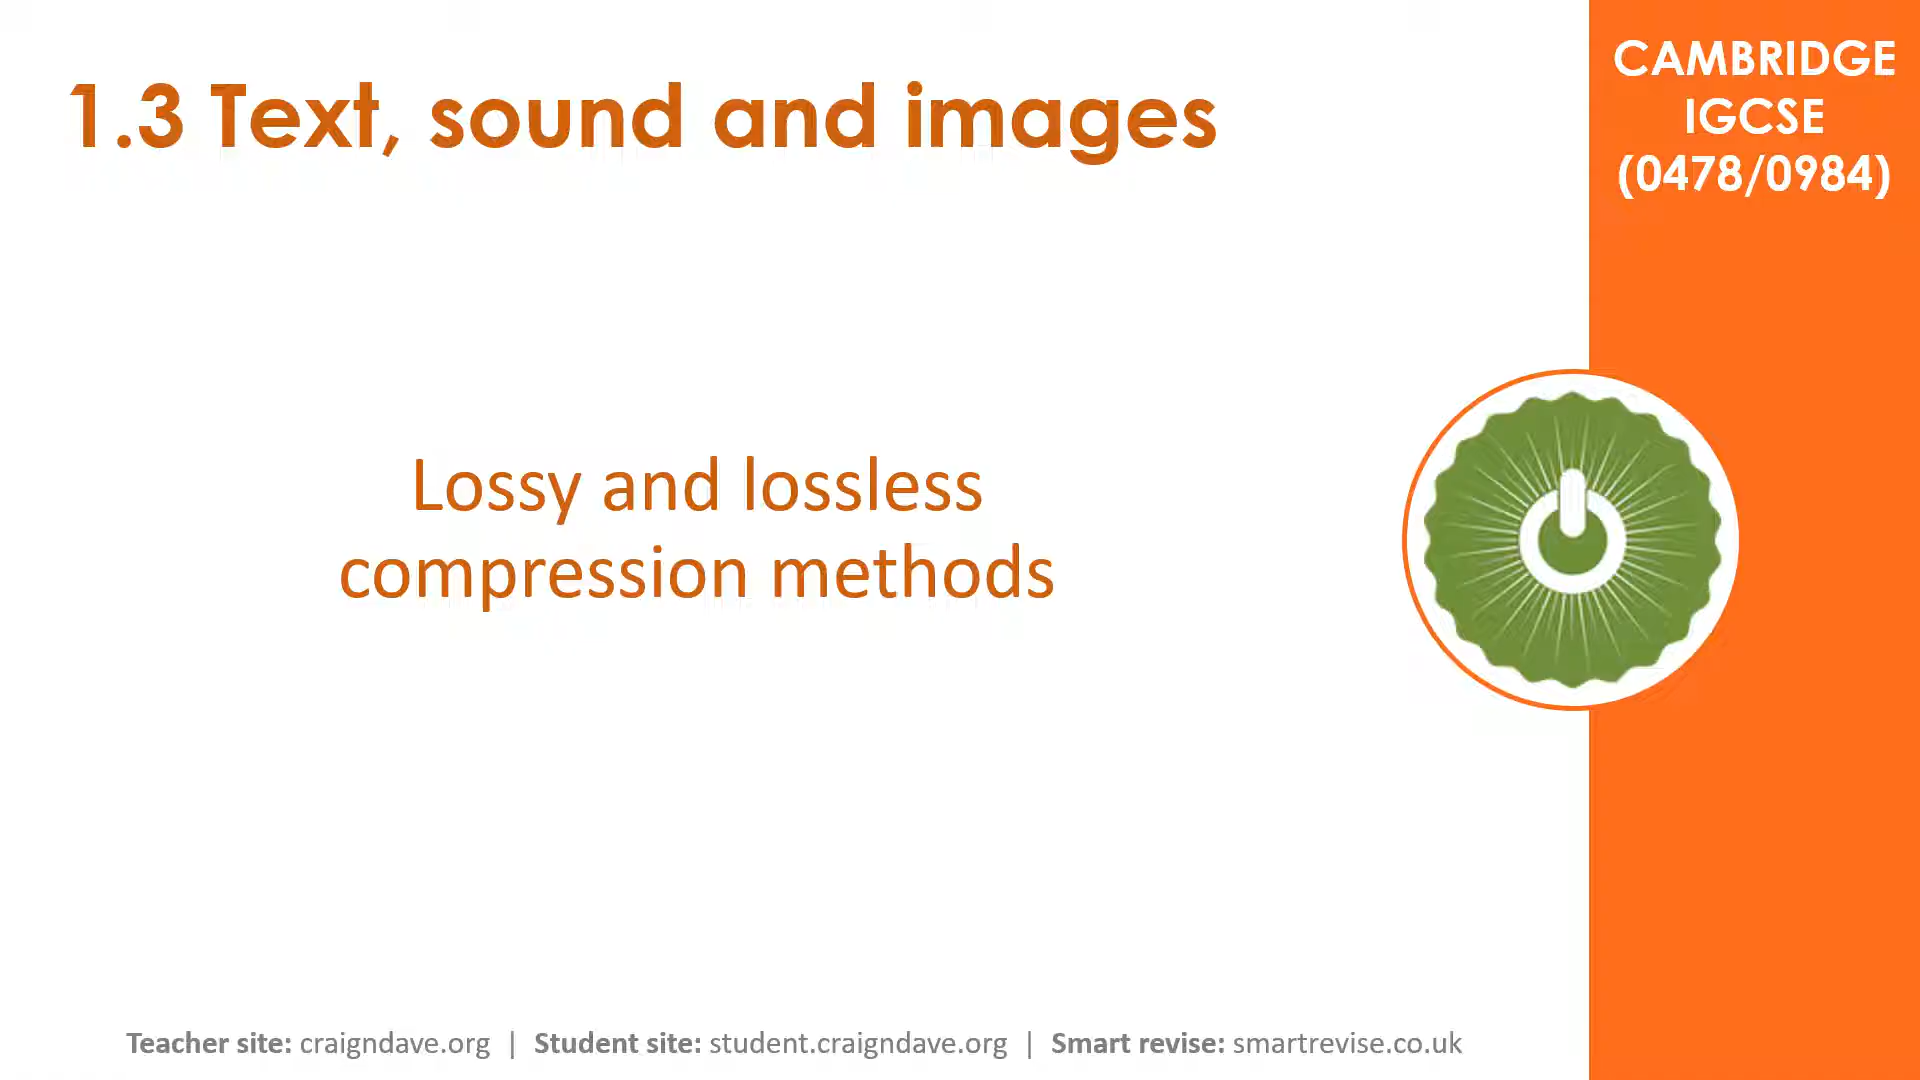 1.3 Text, sound and images
CAMBRIDGE
IGCSE
(0478/0984)
Lossy and lossless
compression methods
Teacher site: craigndave.org | Student site: student.craigndave.org | Smart revise: smartrevise.co.uk